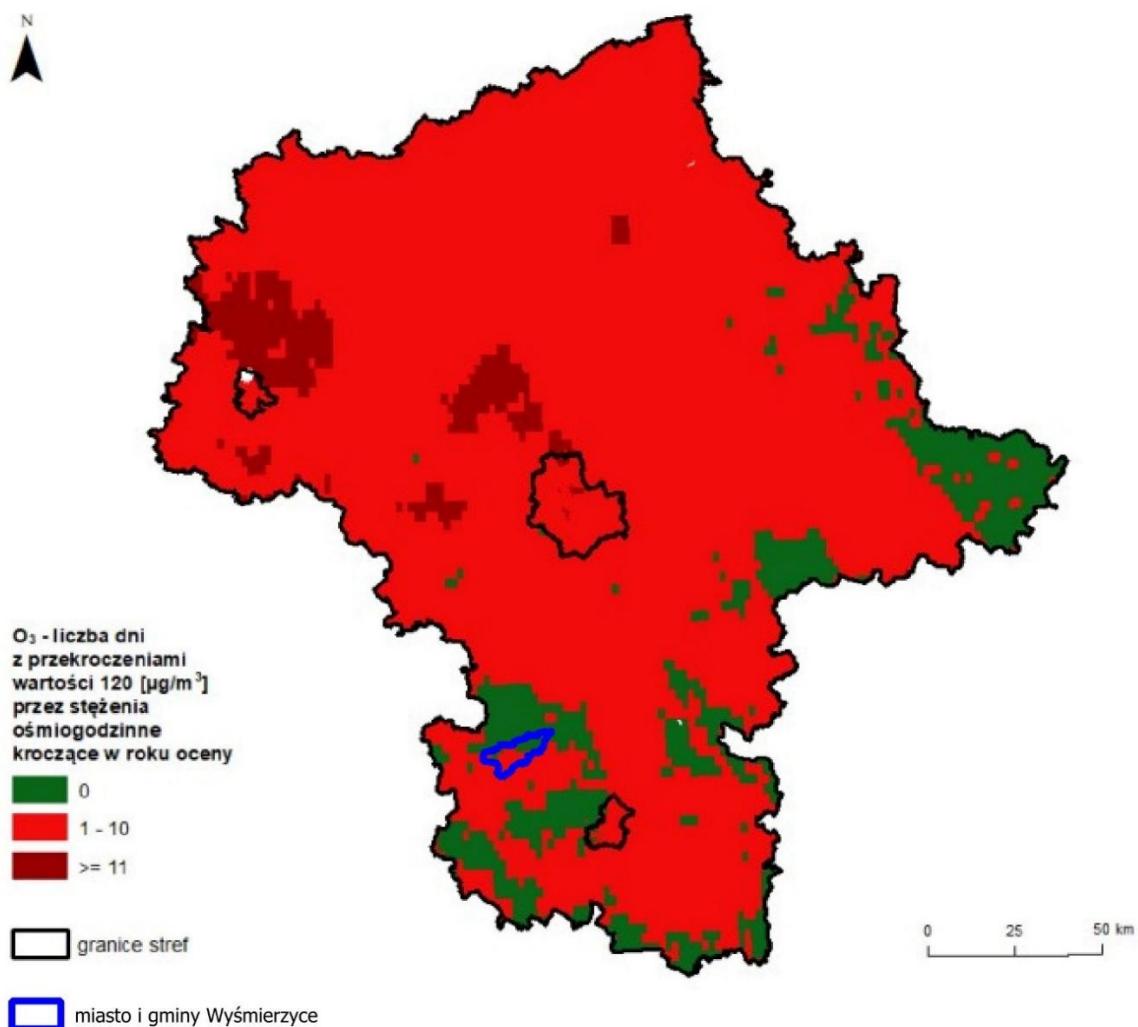 N
O₃ - liczba dni
z przekroczeniami
wartości 120 [µg/m³]
przez stężenia
ośmiogodzinne
kroczące w roku oceny
0
1 - 10
>= 11
granice stref
miasto i gminy Wyśmierzyce
0 25 50 km